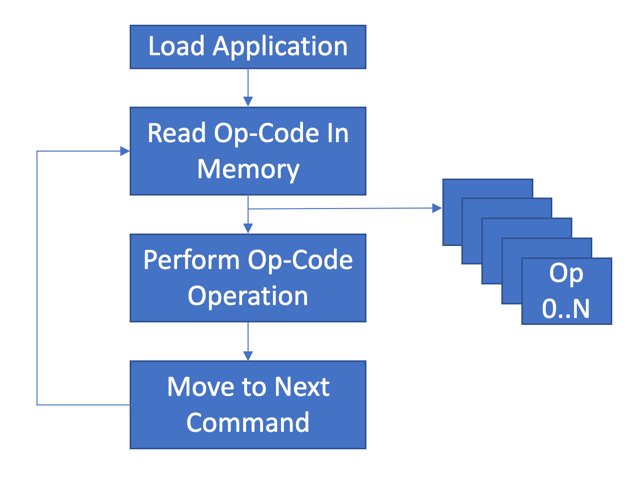 Load Application
Read Op-Code In
Memory
Perform Op-Code
Operation
Op
0..N
Move to Next
Command